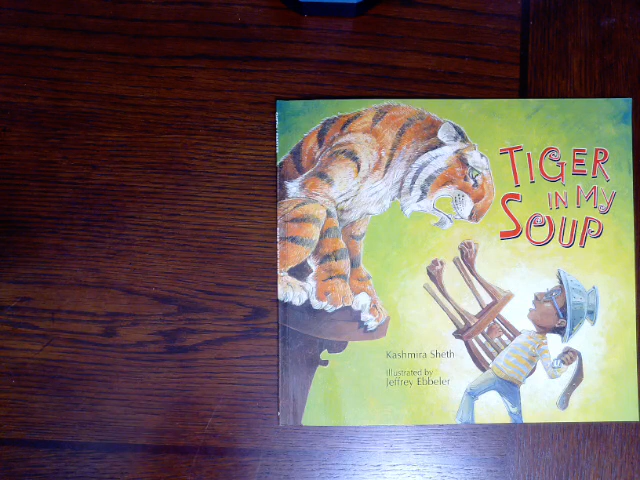 TIGER
IN MY
SOUP
Kashmira Sheth
Illustrated by
Jeffrey Ebbeler